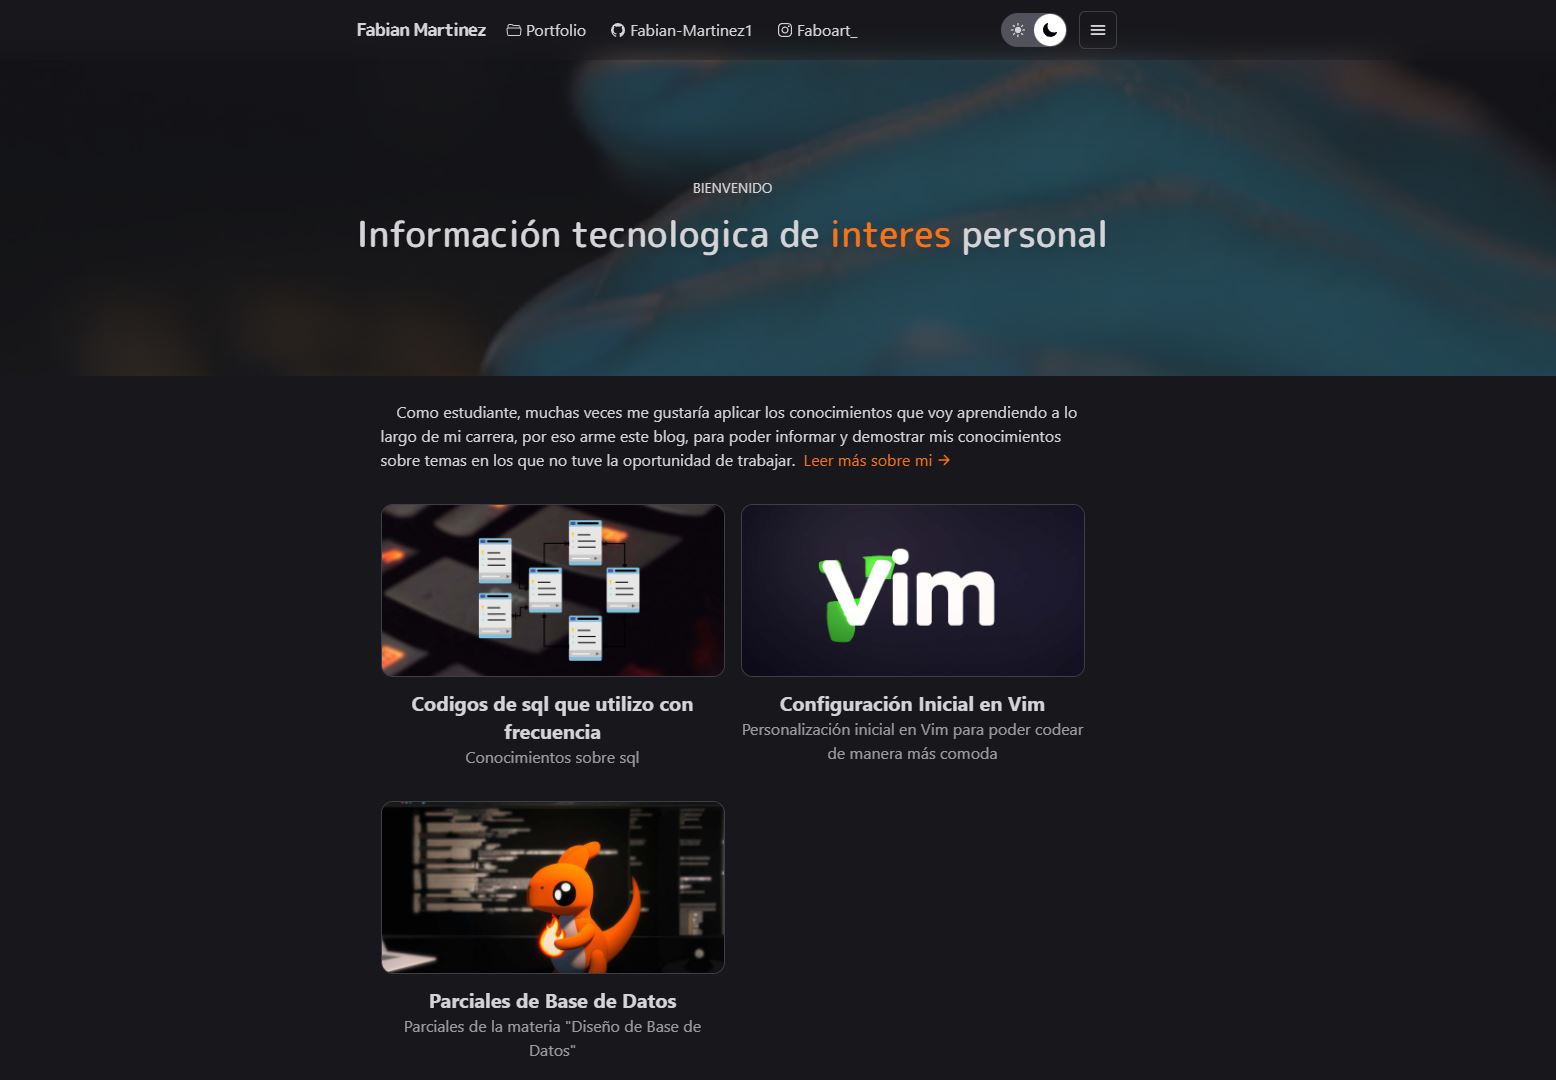 Fabian Martinez Portfolio Fabian-Martinez1 Faboart_
BIENVENIDO
Información tecnologica de interes personal
Como estudiante, muchas veces me gustaría aplicar los conocimientos que voy aprendiendo a lo
largo de mi carrera, por eso arme este blog, para poder informar y demostrar mis conocimientos
sobre temas en los que no tuve la oportunidad de trabajar. Leer más sobre mi →
Vim
Codigos de sql que utilizo con
frecuencia
Conocimientos sobre sql
Configuración Inicial en Vim
Personalización inicial en Vim para poder codear
de manera más comoda
Parciales de Base de Datos
Parciales de la materia "Diseño de Base de
Datos"